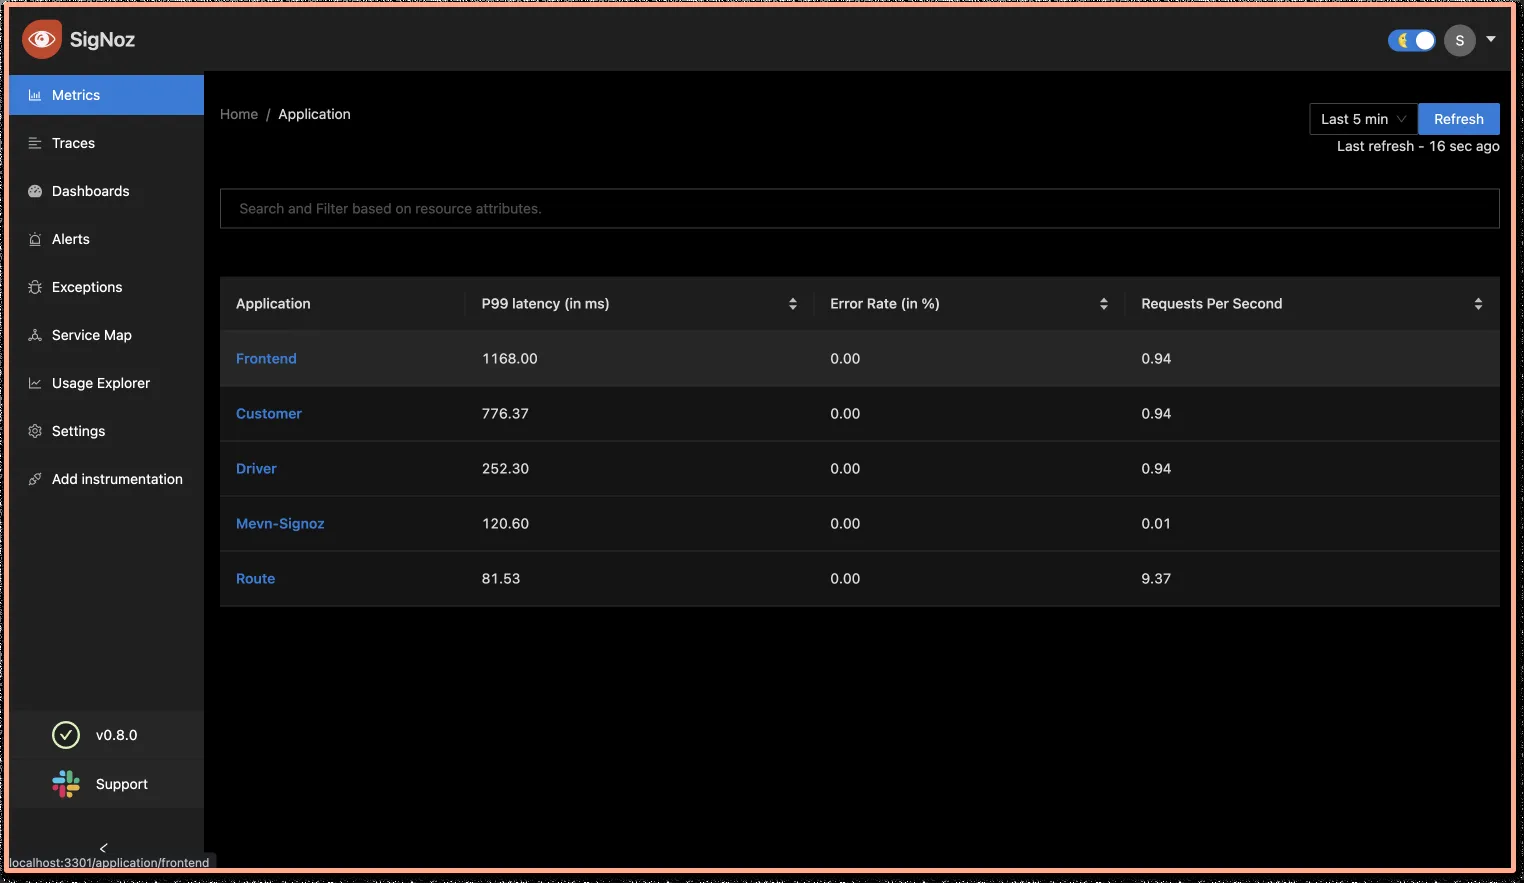 SigNoz
S
Metrics
Traces
Dashboards
Alerts
Exceptions
Service Map
Usage Explorer
Settings
Add instrumentation
v0.8.0
Support
localhost:3301/application/frontend
Home / Application
Last 5 min
Refresh
Last refresh - 16 sec ago
Search and Filter based on resource attributes.
Application P99 latency (in ms) Error Rate (in %) Requests Per Second
Frontend 1168.00 0.00 0.94
Customer 776.37 0.00 0.94
Driver 252.30 0.00 0.94
Mevn-Signoz 120.60 0.00 0.01
Route 81.53 0.00 9.37